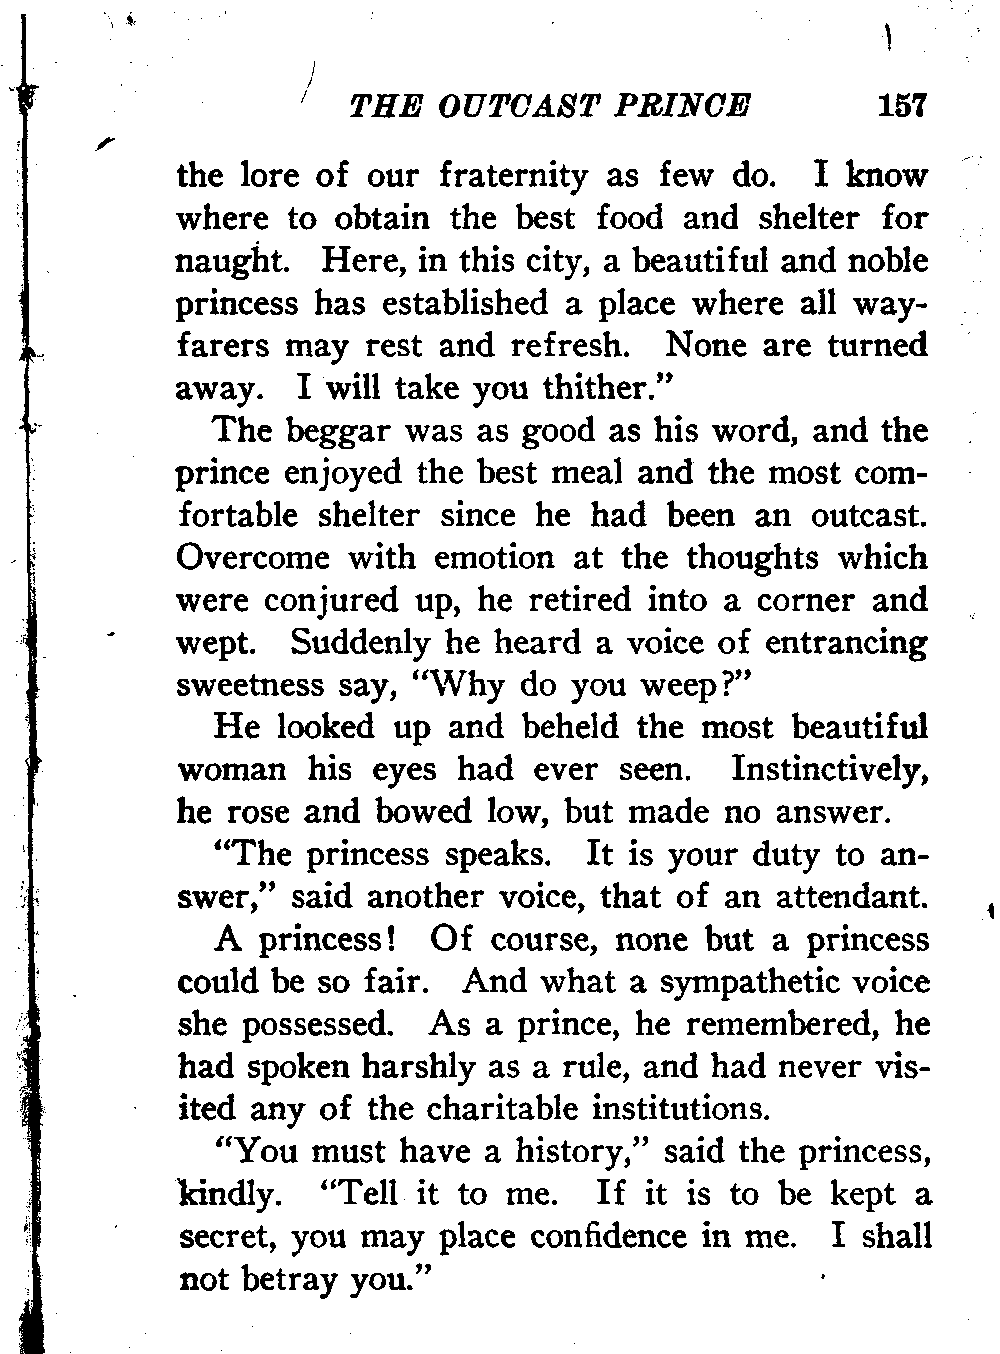 THE OUTCAST PRINCE 157
the lore of our fraternity as few do. I know
where to obtain the best food and shelter for
naught. Here, in this city, a beautiful and noble
princess has established a place where all way-
farers may rest and refresh. None are turned
away. I will take you thither."
The beggar was as good as his word, and the
prince enjoyed the best meal and the most com-
fortable shelter since he had been an outcast.
Overcome with emotion at the thoughts which
were conjured up, he retired into a corner and
wept. Suddenly he heard a voice of entrancing
sweetness say, "Why do you weep?"
He looked up and beheld the most beautiful
woman his eyes had ever seen. Instinctively,
he rose and bowed low, but made no answer.
"The princess speaks. It is your duty to an-
swer," said another voice, that of an attendant.
A princess! Of course, none but a princess
could be so fair. And what a sympathetic voice
she possessed. As a prince, he remembered, he
had spoken harshly as a rule, and had never vis-
ited any of the charitable institutions.
"You must have a history," said the princess,
kindly. "Tell it to me. If it is to be kept a
secret, you may place confidence in me. I shall
not betray you."